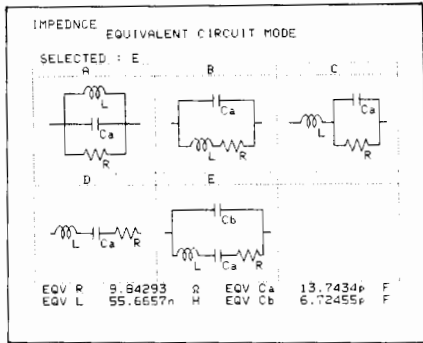 IMPEDNCE
EQUIVALENT CIRCUIT MODE
SELECTED : E
A B C
L Ca R
Ca L R
L Ca R
D E
L Ca R
Cb L Ca R
EQV R 9.84293 Ω EQV Ca 13.7434p F
EQV L 55.6657n H EQV Cb 6.72455p F